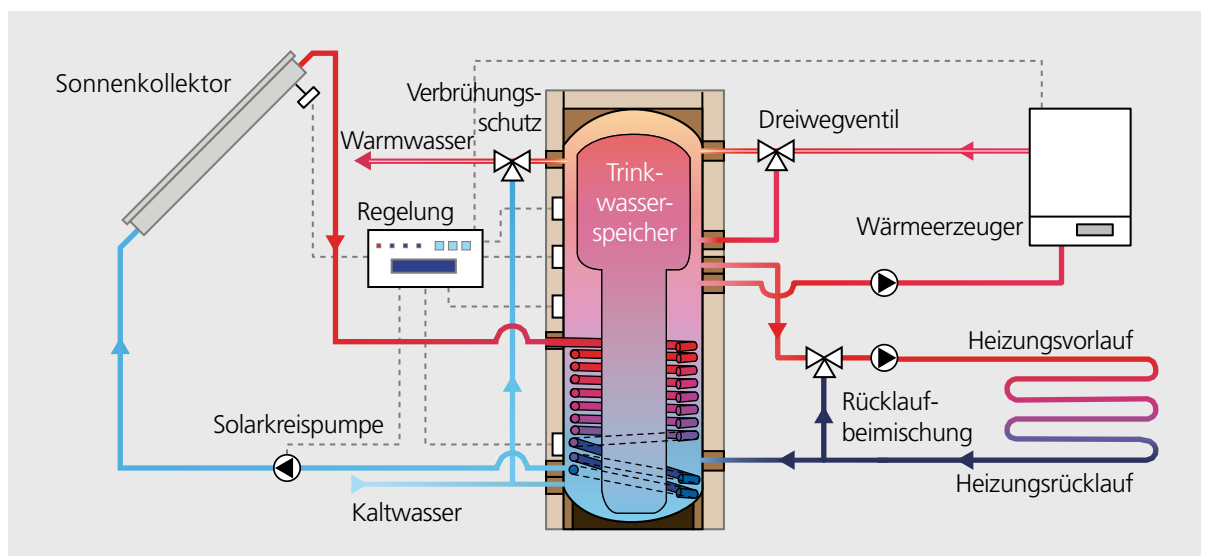 Sonnenkollektor
Verbrühungs-
schutz
Dreiwegventil
Warmwasser
Trink-
wasser-
speicher
Regelung
Wärmeerzeuger
Heizungsvorlauf
Rücklauf-
beimischung
Solarkreispumpe
Heizungsrücklauf
Kaltwasser